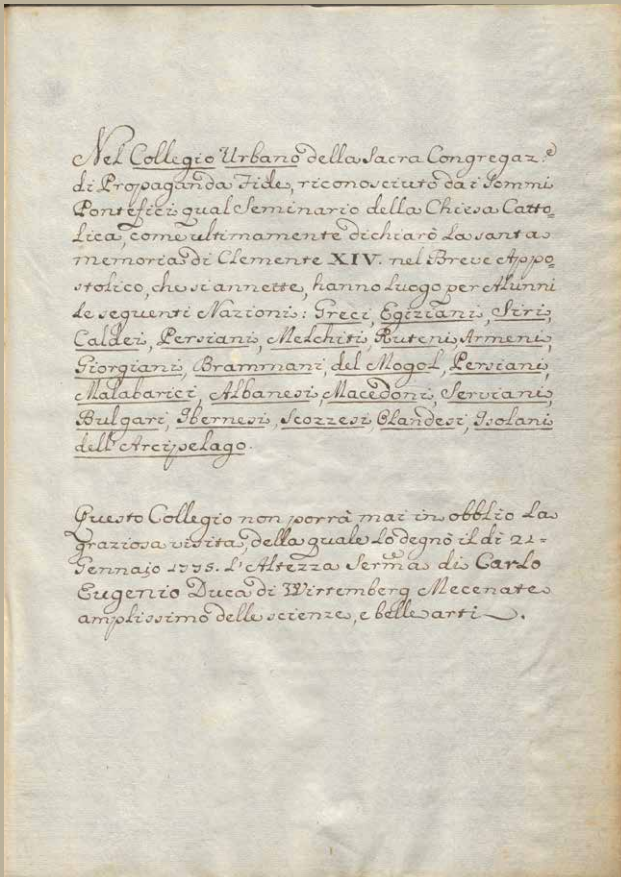 Nel Collegio Urbano della Sacra Congregaz:e
di Propaganda Fide, riconosciuto da i Sommi
Pontefici qual Seminario della Chiesa Catto=
lica, come ultimamente dichiarò la santa
memoria di Clemente XIV. nel Breve Appo=
stolico, che si annette, hanno luogo per Alunni
le seguenti Nazioni: Greci, Egiziani, Siri,
Caldei, Persiani, Melchiti, Ruteni, Armeni,
Giorgiani, Brammani, del Mogol, Persiani,
Malabarici, Albanesi, Macedoni, Serviani,
Bulgari, Ibernesi, Scozzesi, Olandesi, Isolani
dell'Arcipelago.
Questo Collegio non porrà mai in obblio la
graziosa visita, della quale lo degnò il dì 21=
Gennajo 1775. l'Altezza Serma di Carlo
Eugenio Duca di Wirtemberg Mecenate
amplissimo delle scienze, e belle arti.